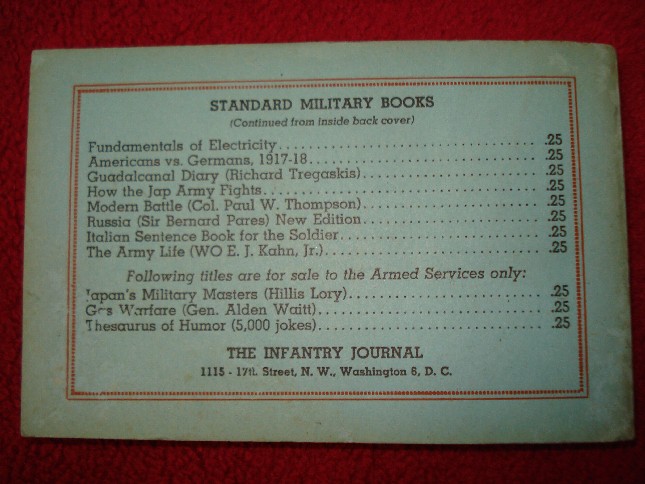 STANDARD MILITARY BOOKS
(Continued from inside back cover)
Fundamentals of Electricity.................................... .25
Americans vs. Germans, 1917-18................................ .25
Guadalcanal Diary (Richard Tregaskis)......................... .25
How the Jap Army Fights....................................... .25
Modern Battle (Col. Paul W. Thompson)......................... .25
Russia (Sir Bernard Pares) New Edition........................ .25
Italian Sentence Book for the Soldier......................... .25
The Army Life (WO E. J. Kahn, Jr.)............................ .25
Following titles are for sale to the Armed Services only:
Japan's Military Masters (Hillis Lory)........................ .25
Gas Warfare (Gen. Alden Waitt)................................ .25
Thesaurus of Humor (5,000 jokes).............................. .25
THE INFANTRY JOURNAL
1115 - 17th Street, N. W., Washington 6, D. C.